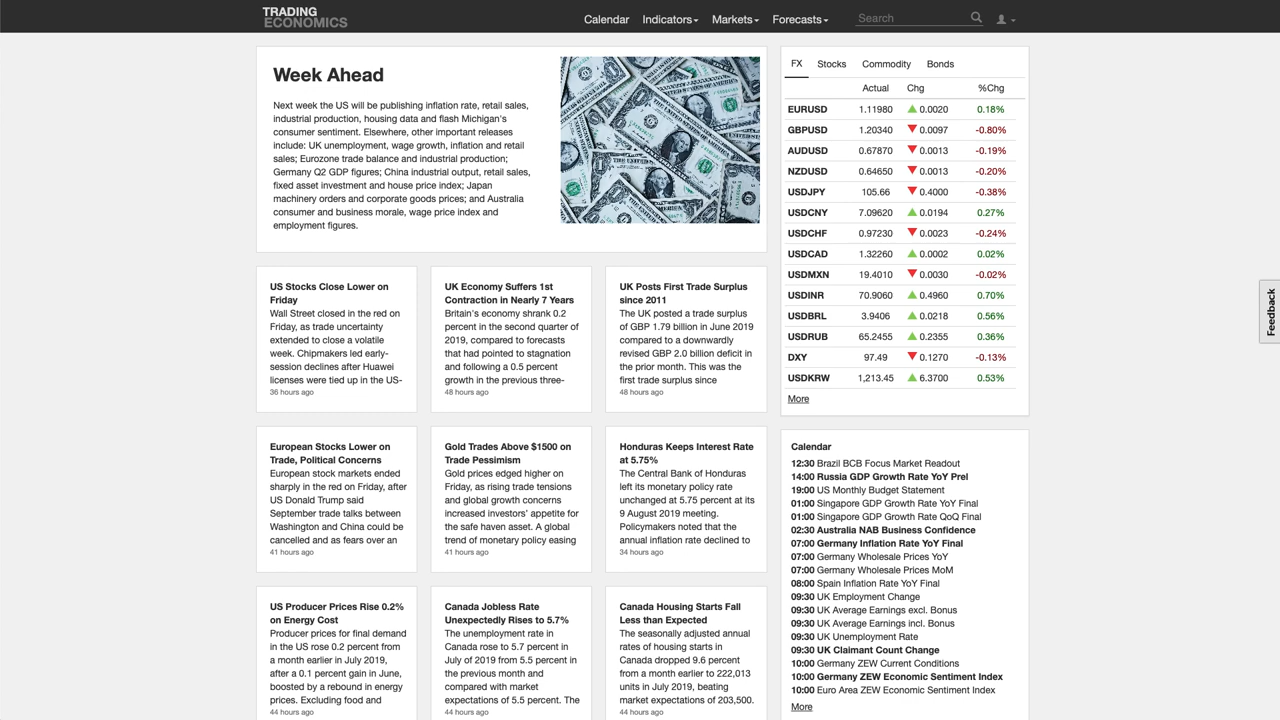 TRADING
ECONOMICS
Calendar Indicators Markets Forecasts Search
Week Ahead
Next week the US will be publishing inflation rate, retail sales,
industrial production, housing data and flash Michigan's
consumer sentiment. Elsewhere, other important releases
include: UK unemployment, wage growth, inflation and retail
sales; Eurozone trade balance and industrial production;
Germany Q2 GDP figures; China industrial output, retail sales,
fixed asset investment and house price index; Japan
machinery orders and corporate goods prices; and Australia
consumer and business morale, wage price index and
employment figures.
US Stocks Close Lower on
Friday
Wall Street closed in the red on
Friday, as trade uncertainty
extended to close a volatile
week. Chipmakers led early-
session declines after Huawei
licenses were tied up in the US-
36 hours ago
UK Economy Suffers 1st
Contraction in Nearly 7 Years
Britain's economy shrank 0.2
percent in the second quarter of
2019, compared to forecasts
that had pointed to stagnation
and following a 0.5 percent
growth in the previous three-
48 hours ago
UK Posts First Trade Surplus
since 2011
The UK posted a trade surplus
of GBP 1.79 billion in June 2019
compared to a downwardly
revised GBP 2.0 billion deficit in
the prior month. This was the
first trade surplus since
48 hours ago
European Stocks Lower on
Trade, Political Concerns
European stock markets ended
sharply in the red on Friday, after
US Donald Trump said
September trade talks between
Washington and China could be
cancelled and as fears over an
41 hours ago
Gold Trades Above $1500 on
Trade Pessimism
Gold prices edged higher on
Friday, as rising trade tensions
and global growth concerns
increased investors' appetite for
the safe haven asset. A global
trend of monetary policy easing
41 hours ago
Honduras Keeps Interest Rate
at 5.75%
The Central Bank of Honduras
left its monetary policy rate
unchanged at 5.75 percent at its
9 August 2019 meeting.
Policymakers noted that the
annual inflation rate declined to
34 hours ago
US Producer Prices Rise 0.2%
on Energy Cost
Producer prices for final demand
in the US rose 0.2 percent from
a month earlier in July 2019,
after a 0.1 percent gain in June,
boosted by a rebound in energy
prices. Excluding food and
44 hours ago
Canada Jobless Rate
Unexpectedly Rises to 5.7%
The unemployment rate in
Canada rose to 5.7 percent in
July of 2019 from 5.5 percent in
the previous month and
compared with market
expectations of 5.5 percent. The
44 hours ago
Canada Housing Starts Fall
Less than Expected
The seasonally adjusted annual
rates of housing starts in
Canada dropped 9.6 percent
from a month earlier to 222,013
units in July 2019, beating
market expectations of 203,500.
44 hours ago
FX Stocks Commodity Bonds
Actual Chg %Chg
EURUSD 1.11980 0.0020 0.18%
GBPUSD 1.20340 0.0097 -0.80%
AUDUSD 0.67870 0.0013 -0.19%
NZDUSD 0.64650 0.0013 -0.20%
USDJPY 105.66 0.4000 -0.38%
USDCNY 7.09620 0.0194 0.27%
USDCHF 0.97230 0.0023 -0.24%
USDCAD 1.32260 0.0002 0.02%
USDMXN 19.4010 0.0030 -0.02%
USDINR 70.9060 0.4960 0.70%
USDBRL 3.9406 0.0218 0.56%
USDRUB 65.2455 0.2355 0.36%
DXY 97.49 0.1270 -0.13%
USDKRW 1,213.45 6.3700 0.53%
More
Calendar
12:30 Brazil BCB Focus Market Readout
14:00 Russia GDP Growth Rate YoY Prel
19:00 US Monthly Budget Statement
01:00 Singapore GDP Growth Rate YoY Final
01:00 Singapore GDP Growth Rate QoQ Final
02:30 Australia NAB Business Confidence
07:00 Germany Inflation Rate YoY Final
07:00 Germany Wholesale Prices YoY
07:00 Germany Wholesale Prices MoM
08:00 Spain Inflation Rate YoY Final
09:30 UK Employment Change
09:30 UK Average Earnings excl. Bonus
09:30 UK Average Earnings incl. Bonus
09:30 UK Unemployment Rate
09:30 UK Claimant Count Change
10:00 Germany ZEW Current Conditions
10:00 Germany ZEW Economic Sentiment Index
10:00 Euro Area ZEW Economic Sentiment Index
More
Feedback